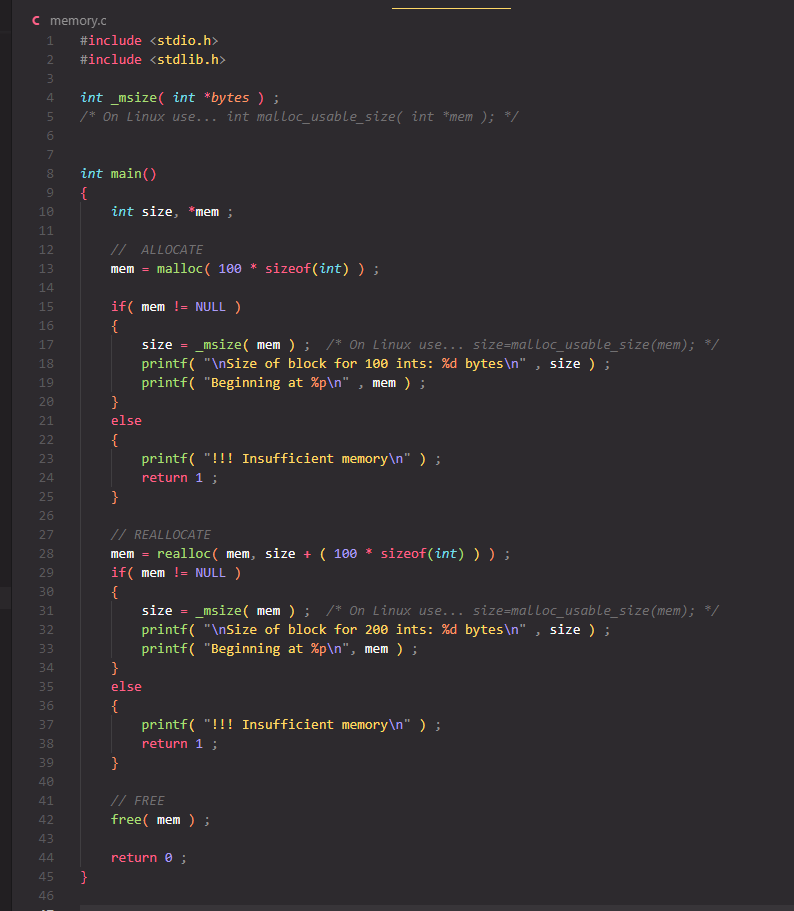 C memory.c
1 #include <stdio.h>
2 #include <stdlib.h>
3
4 int _msize( int *bytes ) ;
5 /* On Linux use... int malloc_usable_size( int *mem ); */
6
7
8 int main()
9 {
10     int size, *mem ;
11
12     //  ALLOCATE
13     mem = malloc( 100 * sizeof(int) ) ;
14
15     if( mem != NULL )
16     {
17         size = _msize( mem ) ;  /* On Linux use... size=malloc_usable_size(mem); */
18         printf( "\nSize of block for 100 ints: %d bytes\n" , size ) ;
19         printf( "Beginning at %p\n" , mem ) ;
20     }
21     else
22     {
23         printf( "!!! Insufficient memory\n" ) ;
24         return 1 ;
25     }
26
27     // REALLOCATE
28     mem = realloc( mem, size + ( 100 * sizeof(int) ) ) ;
29     if( mem != NULL )
30     {
31         size = _msize( mem ) ;  /* On Linux use... size=malloc_usable_size(mem); */
32         printf( "\nSize of block for 200 ints: %d bytes\n" , size ) ;
33         printf( "Beginning at %p\n", mem ) ;
34     }
35     else
36     {
37         printf( "!!! Insufficient memory\n" ) ;
38         return 1 ;
39     }
40
41     // FREE
42     free( mem ) ;
43
44     return 0 ;
45 }
46